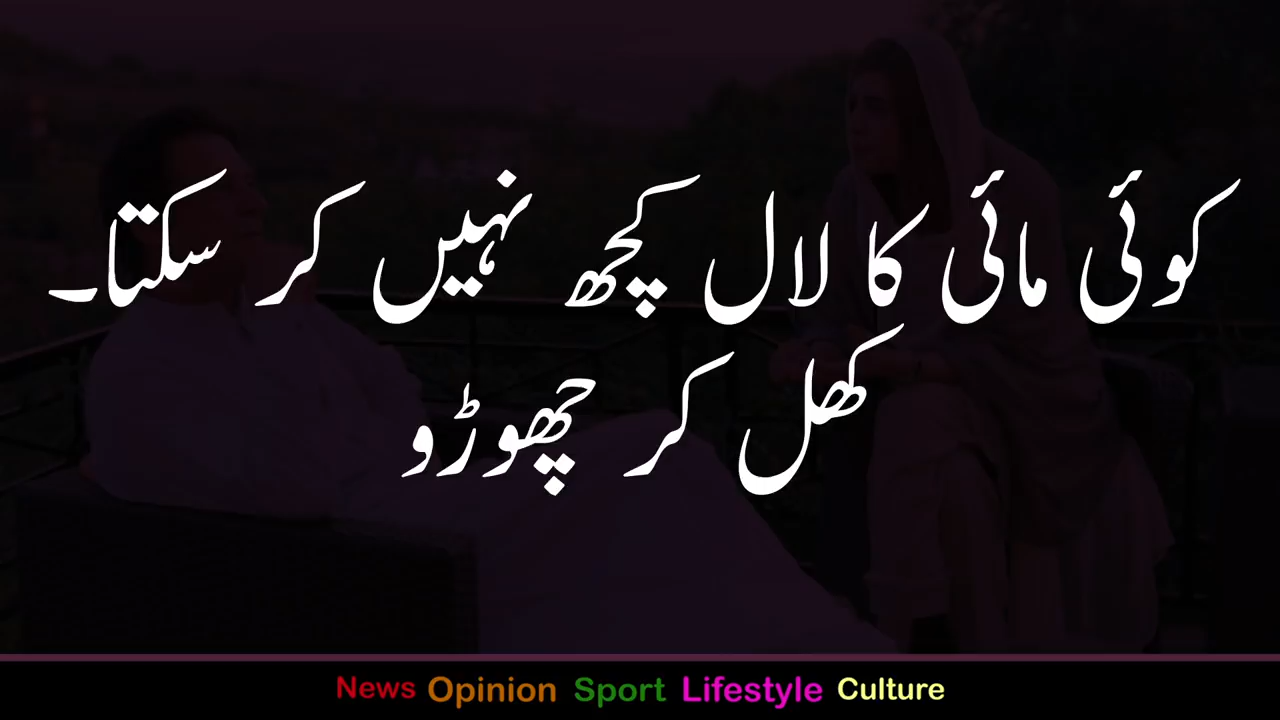 کوئی مائی کا لال کچھ نہیں کر سکتا۔
کھل کر چھوڑو
News Opinion Sport Lifestyle Culture